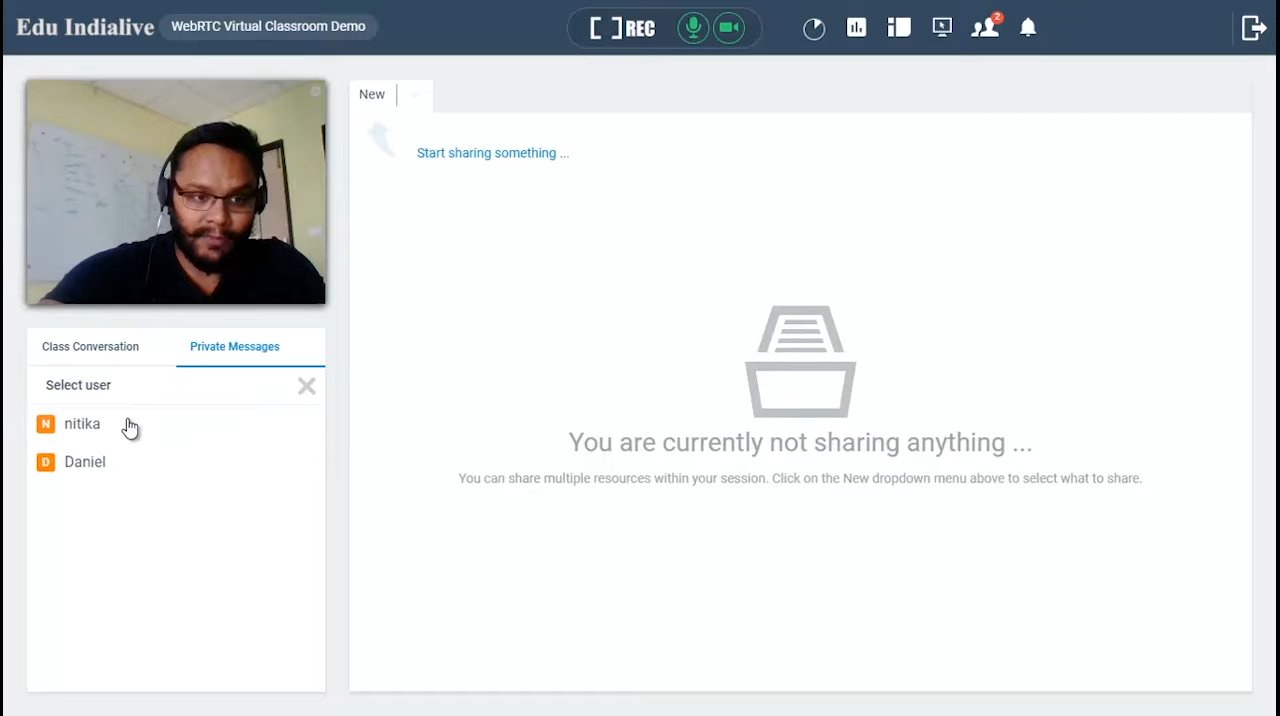 Edu Indialive
WebRTC Virtual Classroom Demo
REC
2
New
Start sharing something ...
Class Conversation
Private Messages
Select user
N nitika
D Daniel
You are currently not sharing anything ...
You can share multiple resources within your session. Click on the New dropdown menu above to select what to share.